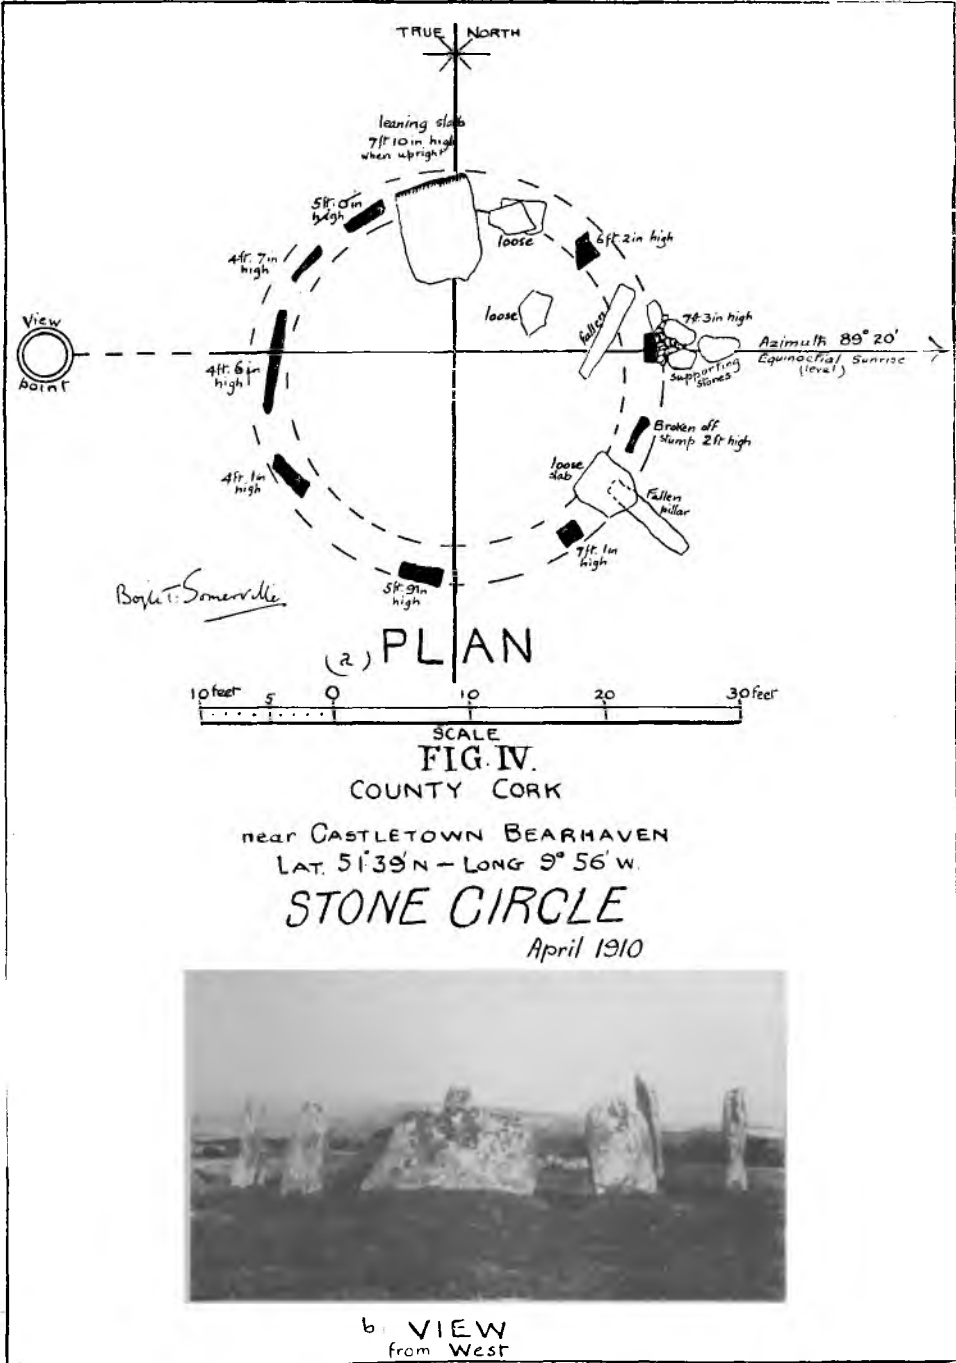 TRUE NORTH
leaning slab
7ft 10in high
when upright
5ft. 0in
high
loose
6ft. 2in high
4ft. 7in
high
View
point
loose
fallen
7ft. 3in high
Azimuth 89° 20'
Equinoctial Sunrise
(level)
supporting
stones
4ft. 6in
high
Broken off
stump 2ft high
4ft. 1in
high
loose
slab
Fallen
pillar
7ft. 1in
high
5ft. 9in
high
Boyle T. Somerville
(a) PLAN
10 feet 5 0 10 20 30 feet
SCALE
FIG. IV.
COUNTY CORK
near CASTLETOWN BEARHAVEN
LAT. 51°39'N – LONG 9° 56' W.
STONE CIRCLE
April 1910
b. VIEW
from West